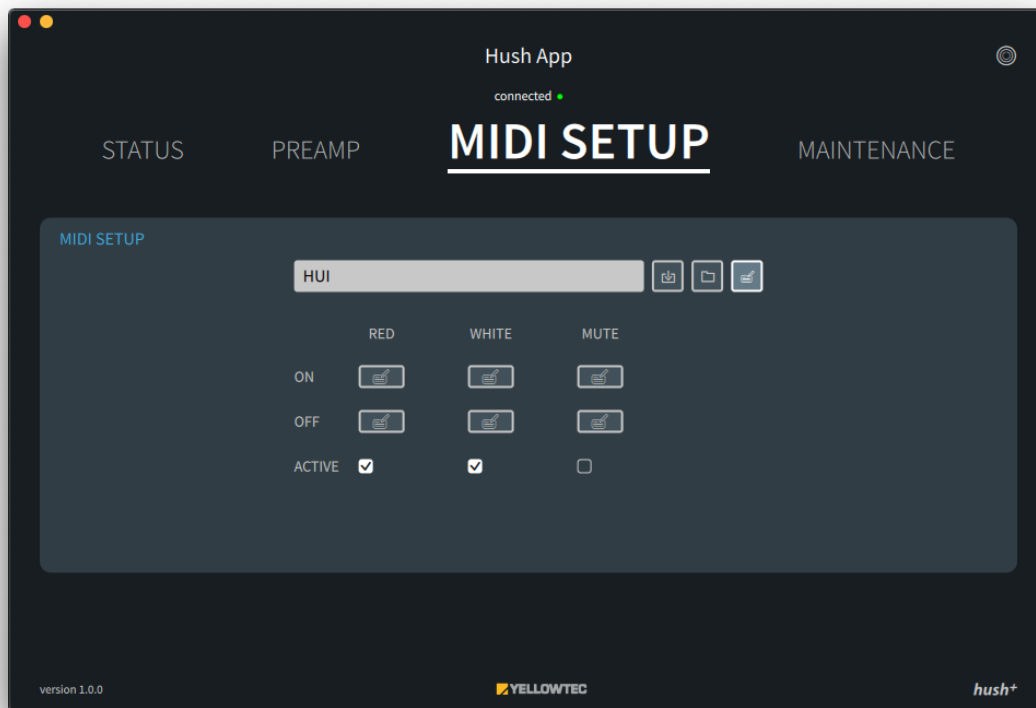 Hush App
connected
STATUS PREAMP MIDI SETUP MAINTENANCE
MIDI SETUP
HUI
RED WHITE MUTE
ON
OFF
ACTIVE
version 1.0.0 YELLOWTEC hush+